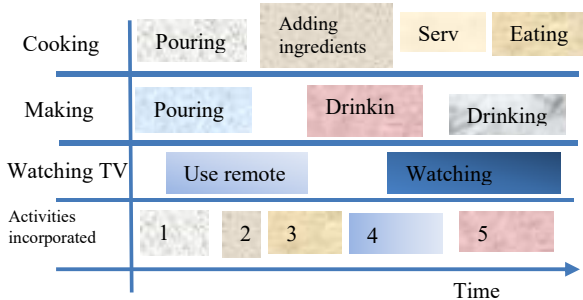 Cooking
Pouring
Adding
ingredients
Serv
Eating
Making
Pouring
Drinkin
Drinking
Watching TV
Use remote
Watching
Activities
incorporated
1
2
3
4
5
Time